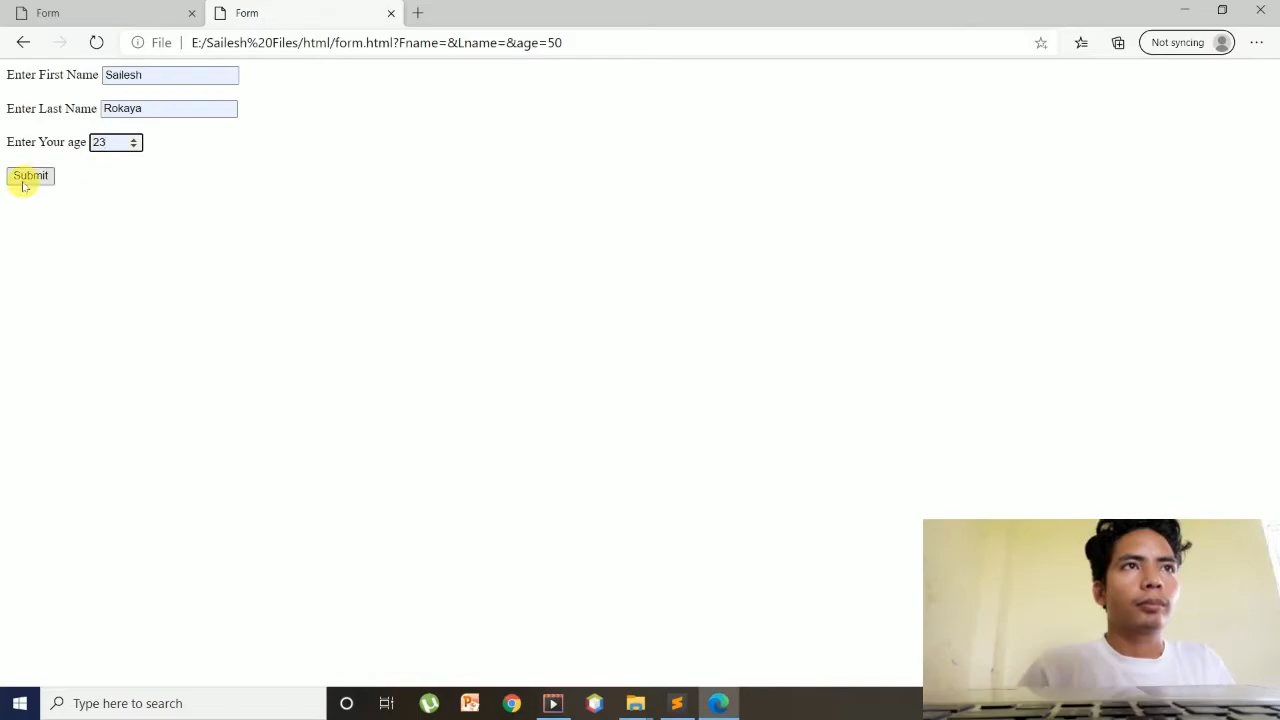 Form
Form
File
E:/Sailesh%20Files/html/form.html?Fname=&Lname=&age=50
Not syncing
Enter First Name Sailesh
Enter Last Name Rokaya
Enter Your age 23
Submit
Type here to search